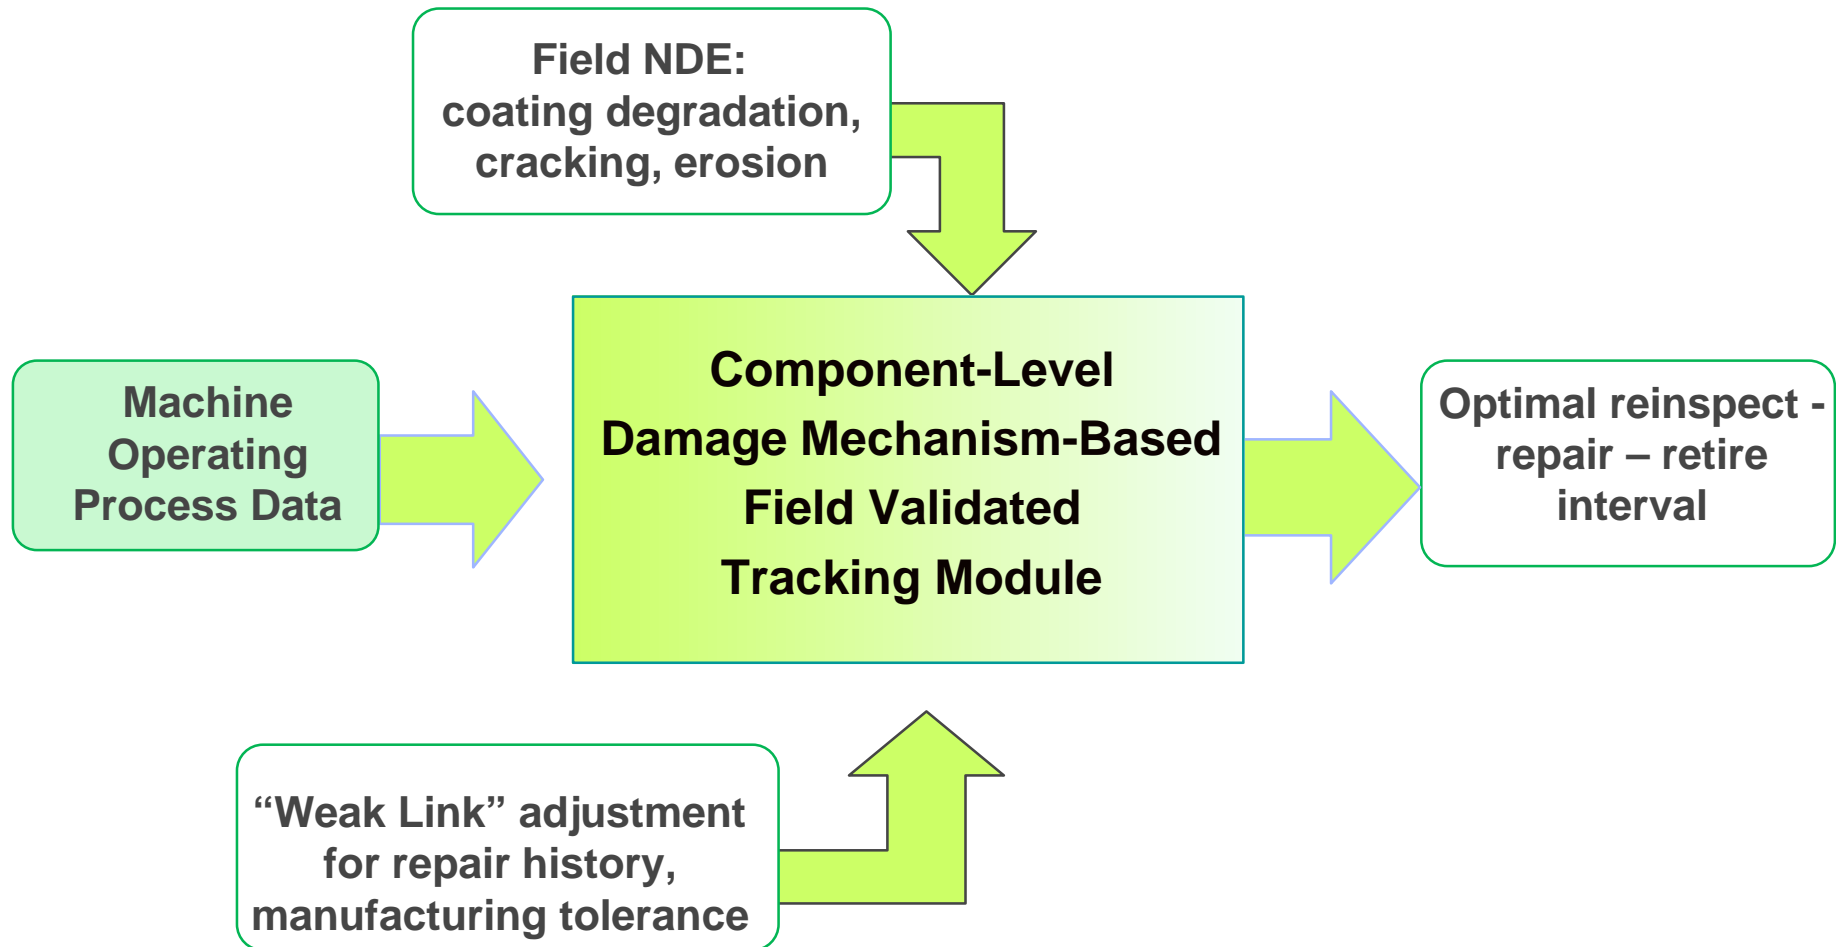 Field NDE:
coating degradation,
cracking, erosion
Machine
Operating
Process Data
Component-Level
Damage Mechanism-Based
Field Validated
Tracking Module
Optimal reinspect -
repair – retire
interval
“Weak Link” adjustment
for repair history,
manufacturing tolerance